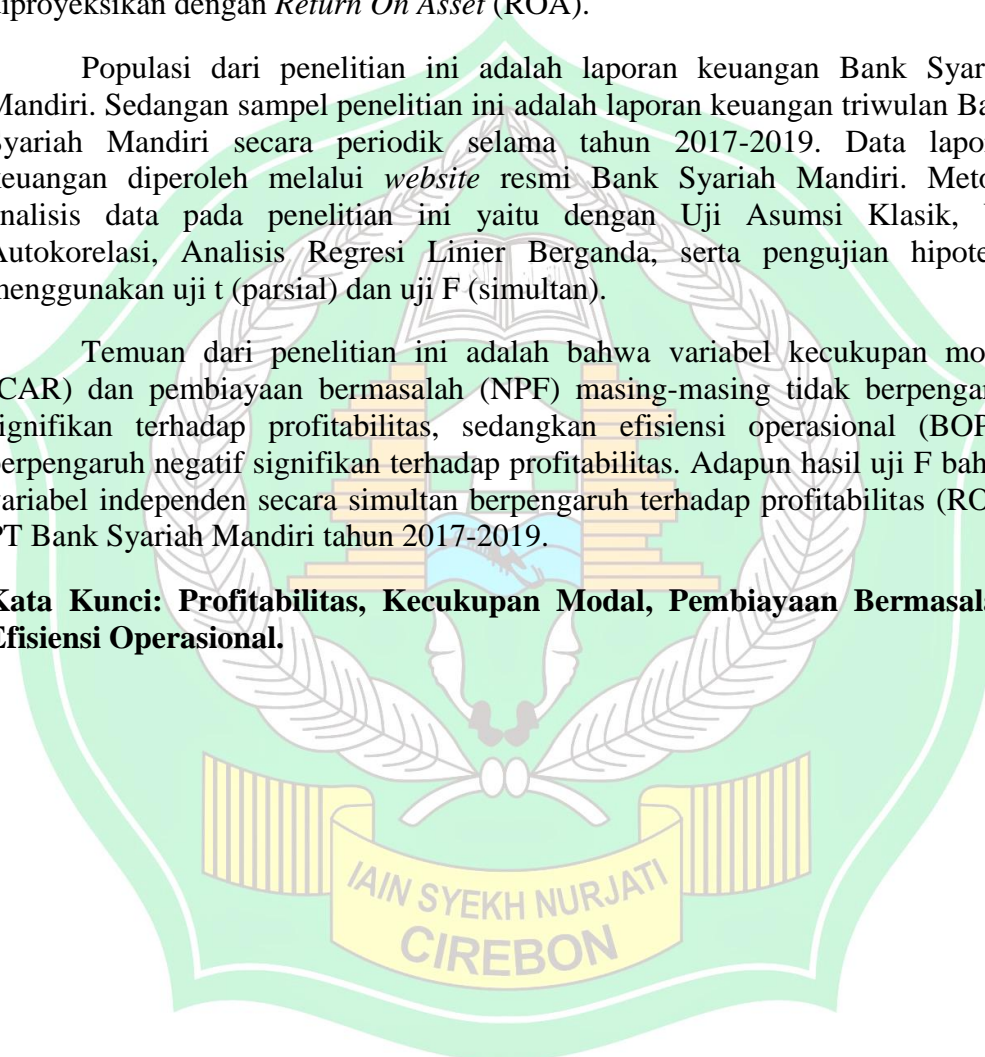 diproyeksikan dengan Return On Asset (ROA).
Populasi dari penelitian ini adalah laporan keuangan Bank Syar
Mandiri. Sedangan sampel penelitian ini adalah laporan keuangan triwulan Ba
Syariah Mandiri secara periodik selama tahun 2017-2019. Data lapor
keuangan diperoleh melalui website resmi Bank Syariah Mandiri. Meto
analisis data pada penelitian ini yaitu dengan Uji Asumsi Klasik,
Autokorelasi, Analisis Regresi Linier Berganda, serta pengujian hipote
menggunakan uji t (parsial) dan uji F (simultan).
Temuan dari penelitian ini adalah bahwa variabel kecukupan mo
(CAR) dan pembiayaan bermasalah (NPF) masing-masing tidak berpengar
signifikan terhadap profitabilitas, sedangkan efisiensi operasional (BOP
berpengaruh negatif signifikan terhadap profitabilitas. Adapun hasil uji F bah
variabel independen secara simultan berpengaruh terhadap profitabilitas (RO
PT Bank Syariah Mandiri tahun 2017-2019.
Kata Kunci: Profitabilitas, Kecukupan Modal, Pembiayaan Bermasala
Efisiensi Operasional.
IAIN SYEKH NURJATI
CIREBON